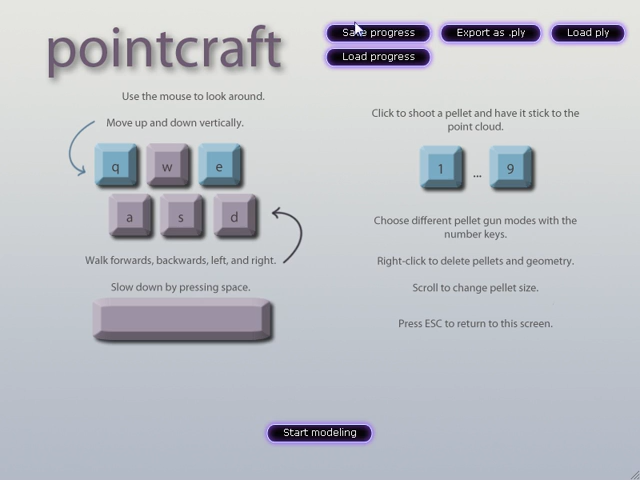 pointcraft
Save progress
Export as .ply
Load ply
Load progress
Use the mouse to look around.
Move up and down vertically.
q
w
e
a
s
d
Walk forwards, backwards, left, and right.
Slow down by pressing space.
Click to shoot a pellet and have it stick to the
point cloud.
1 ... 9
Choose different pellet gun modes with the
number keys.
Right-click to delete pellets and geometry.
Scroll to change pellet size.
Press ESC to return to this screen.
Start modeling